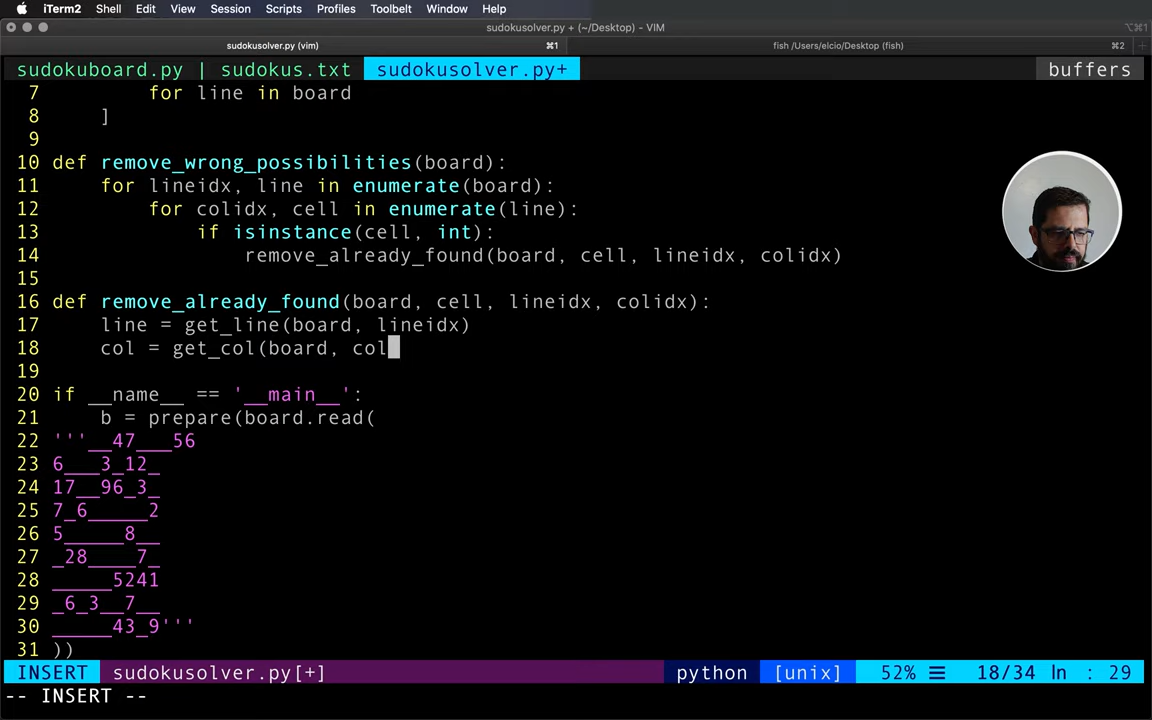 iTerm2 Shell Edit View Session Scripts Profiles Toolbelt Window Help
sudokusolver.py + (~/Desktop) - VIM ⌥⌘1
sudokusolver.py (vim) ⌘1 fish /Users/elcio/Desktop (fish) ⌘2
sudokuboard.py | sudokus.txt sudokusolver.py+ buffers
7         for line in board
8     ]
9
10 def remove_wrong_possibilities(board):
11     for lineidx, line in enumerate(board):
12         for colidx, cell in enumerate(line):
13             if isinstance(cell, int):
14                 remove_already_found(board, cell, lineidx, colidx)
15
16 def remove_already_found(board, cell, lineidx, colidx):
17     line = get_line(board, lineidx)
18     col = get_col(board, col
19
20 if __name__ == '__main__':
21     b = prepare(board.read(
22 '''__47___56
23 6___3_12_
24 17__96_3_
25 7_6_____2
26 5_____8__
27 _28____7_
28 _____5241
29 _6_3__7__
30 _____43_9'''
31 ))
INSERT sudokusolver.py[+] python [unix] 52% ☰ 18/34 ln : 29
-- INSERT --